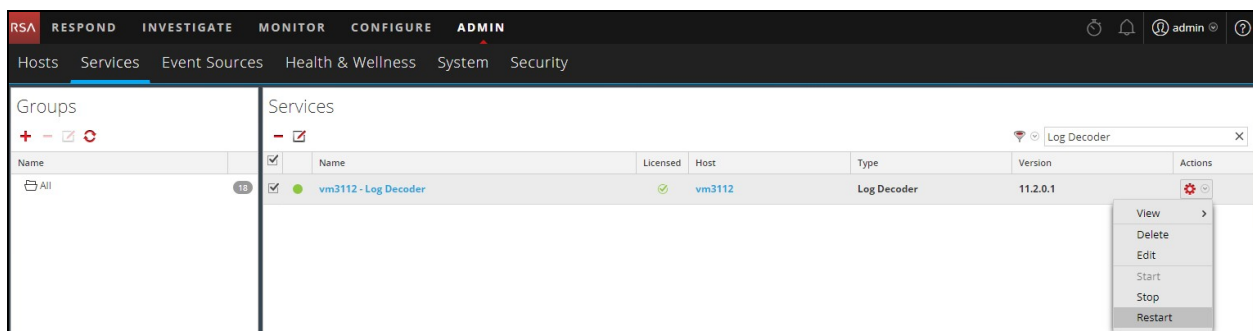 RSA RESPOND INVESTIGATE MONITOR CONFIGURE ADMIN admin ?
Hosts Services Event Sources Health & Wellness System Security
Groups
Services
Log Decoder
Name
Name Licensed Host Type Version Actions
All 18
vm3112 - Log Decoder vm3112 Log Decoder 11.2.0.1
View
Delete
Edit
Start
Stop
Restart